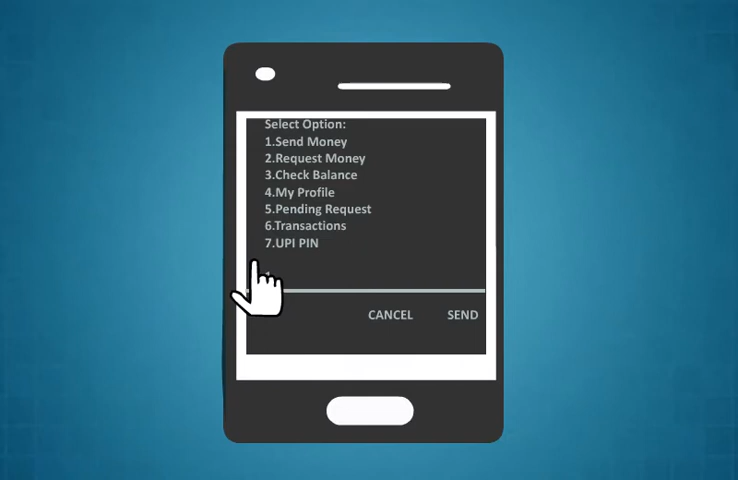 Select Option:
1.Send Money
2.Request Money
3.Check Balance
4.My Profile
5.Pending Request
6.Transactions
7.UPI PIN
CANCEL SEND